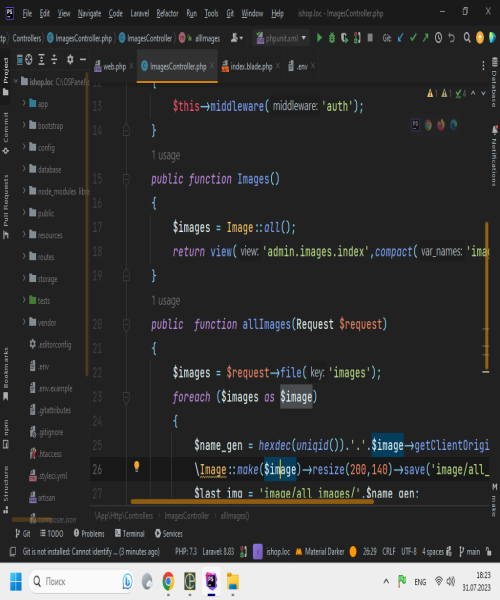 PS File Edit View Navigate Code Laravel Refactor Run Tools Git Window Help ishop.loc - ImagesController.php
ttp Controllers ImagesController.php ImagesController allImages phpunit.xml Git:
web.php ImagesController.php index.blade.php .env
ishop.loc C:\OSPanel\
app
bootstrap
config
database
node_modules
public
resources
routes
storage
tests
vendor
.editorconfig
.env
.env.example
.gitattributes
.gitignore
.htaccess
.styleci.yml
artisan
composer.json
Project
Commit
Pull Requests
Bookmarks
npm
Structure
12 {
13 $this→middleware( middleware: 'auth');
14 }
1 usage
15 public function Images()
16 {
17 $images = Image::all();
18 return view( view: 'admin.images.index',compact( var_names: 'imag
19 }
1 usage
20 public function allImages(Request $request)
21 {
22 $images = $request→file( key: 'images');
23 foreach ($images as $image)
24 {
25 $name_gen = hexdec(uniqid()).'.'.$image→getClientOrigi
26 \Image::make($image)→resize(200,140)→save('image/all_
27 $last_img = 'image/all_images/'.$name_gen;
1 1 4
Database
Notifications
make
\App\Http\Controllers ImagesController allImages()
Git TODO Problems Terminal Services
Git is not installed: Cannot identify ... (3 minutes ago) PHP: 7.3 Laravel: 8.83 ishop.loc Material Darker 26:29 CRLF UTF-8 4 spaces main
Поиск ENG 18:23
31.07.2023